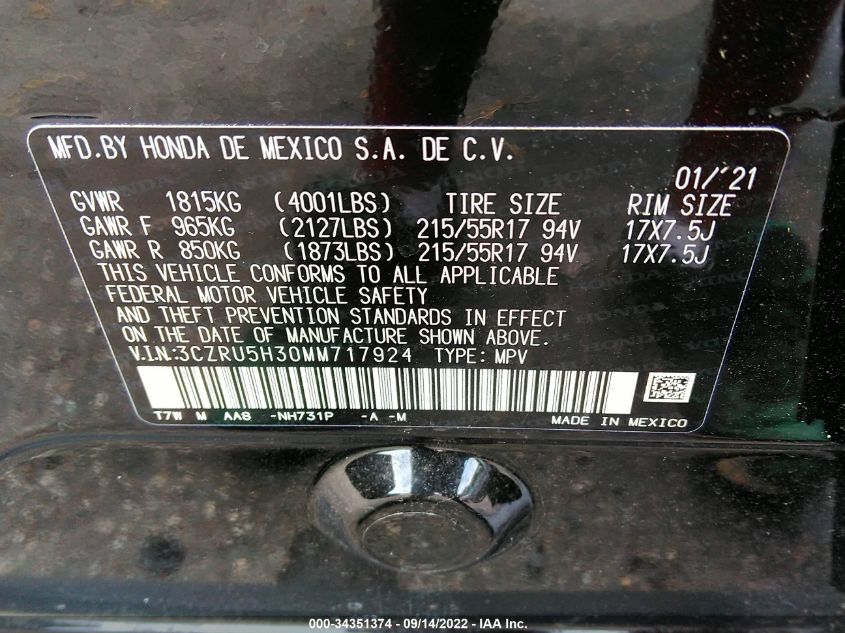 MFD.BY HONDA DE MEXICO S.A. DE C.V.
01/'21
GVWR 1815KG (4001LBS) TIRE SIZE RIM SIZE
GAWR F 965KG (2127LBS) 215/55R17 94V 17X7.5J
GAWR R 850KG (1873LBS) 215/55R17 94V 17X7.5J
THIS VEHICLE CONFORMS TO ALL APPLICABLE
FEDERAL MOTOR VEHICLE SAFETY
AND THEFT PREVENTION STANDARDS IN EFFECT
ON THE DATE OF MANUFACTURE SHOWN ABOVE.
V.I.N:3CZRU5H30MM717924 TYPE: MPV
T7W M AA8 -NH731P -A -M MADE IN MEXICO
000-34351374 - 09/14/2022 - IAA Inc.